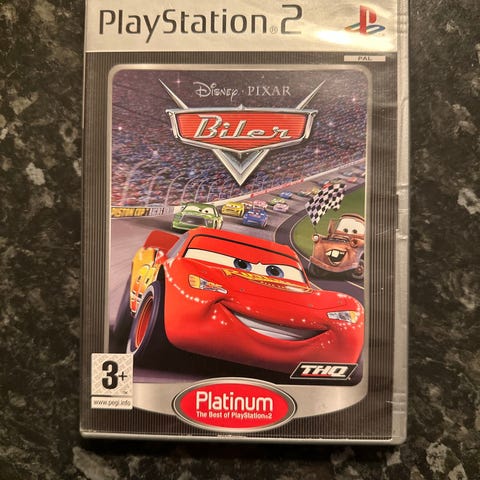 PlayStation®2
PAL
Disney · PIXAR
Biler
PISTON CUP
THQ
3+
www.pegi.info
Platinum
The Best of PlayStation®2